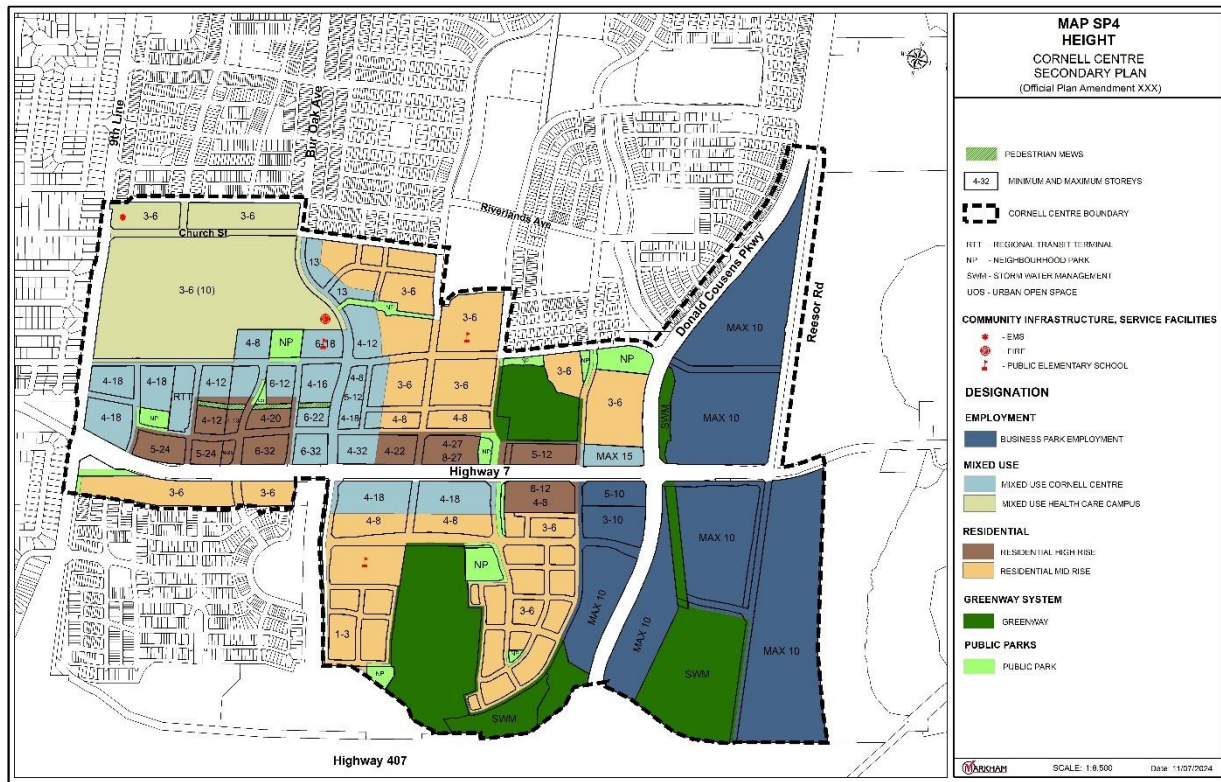 MAP SP4
HEIGHT
CORNELL CENTRE
SECONDARY PLAN
(Official Plan Amendment XXX)
PEDESTRIAN MEWS
4-32 MINIMUM AND MAXIMUM STOREYS
CORNELL CENTRE BOUNDARY
RTT - REGIONAL TRANSIT TERMINAL
NP - NEIGHBOURHOOD PARK
SWM - STORM WATER MANAGEMENT
UOS - URBAN OPEN SPACE
COMMUNITY INFRASTRUCTURE, SERVICE FACILITIES
- EMS
- FIRE
- PUBLIC ELEMENTARY SCHOOL
DESIGNATION
EMPLOYMENT
BUSINESS PARK EMPLOYMENT
MIXED USE
MIXED USE CORNELL CENTRE
MIXED USE HEALTH CARE CAMPUS
RESIDENTIAL
RESIDENTIAL HIGH RISE
RESIDENTIAL MID RISE
GREENWAY SYSTEM
GREENWAY
PUBLIC PARKS
PUBLIC PARK
MARKHAM
SCALE: 1:8,500
Date: 11/07/2024
9th Line
Bur Oak Ave
Riverlands Ave
Donald Cousens Pkwy
Reesor Rd
3-6
3-6
Church St
13
13
3-6
NP
3-6 (10)
3-6
MAX 10
4-8
NP
6-18
4-12
NP
3-6
4-18
4-18
RTT
4-12
6-12
4-16
4-8
5-12
3-6
3-6
3-6
MAX 10
SWM
4-18
NP
4-12
4-20
6-22
4-18
4-8
4-8
5-24
5-24
6-32
6-32
4-32
4-22
4-27
8-27
NP
5-12
MAX 15
Highway 7
3-6
3-6
4-18
4-18
8-12
4-8
5-10
4-8
4-8
3-6
3-10
MAX 10
NP
1-3
3-6
MAX 10
MAX 10
MAX 10
NP
NP
SWM
SWM
Highway 407